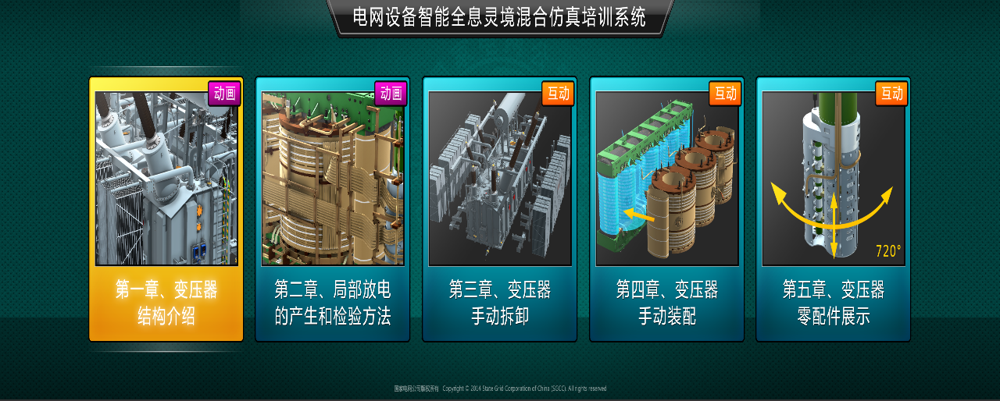 电网设备智能全息灵境混合仿真培训系统
动画
动画
互动
互动
互动
720°
第一章、变压器
结构介绍
第二章、局部放电
的产生和检验方法
第三章、变压器
手动拆卸
第四章、变压器
手动装配
第五章、变压器
零配件展示
国家电网公司版权所有 Copyright © 2014 State Grid Corporation of China (SGCC). All rights reserved